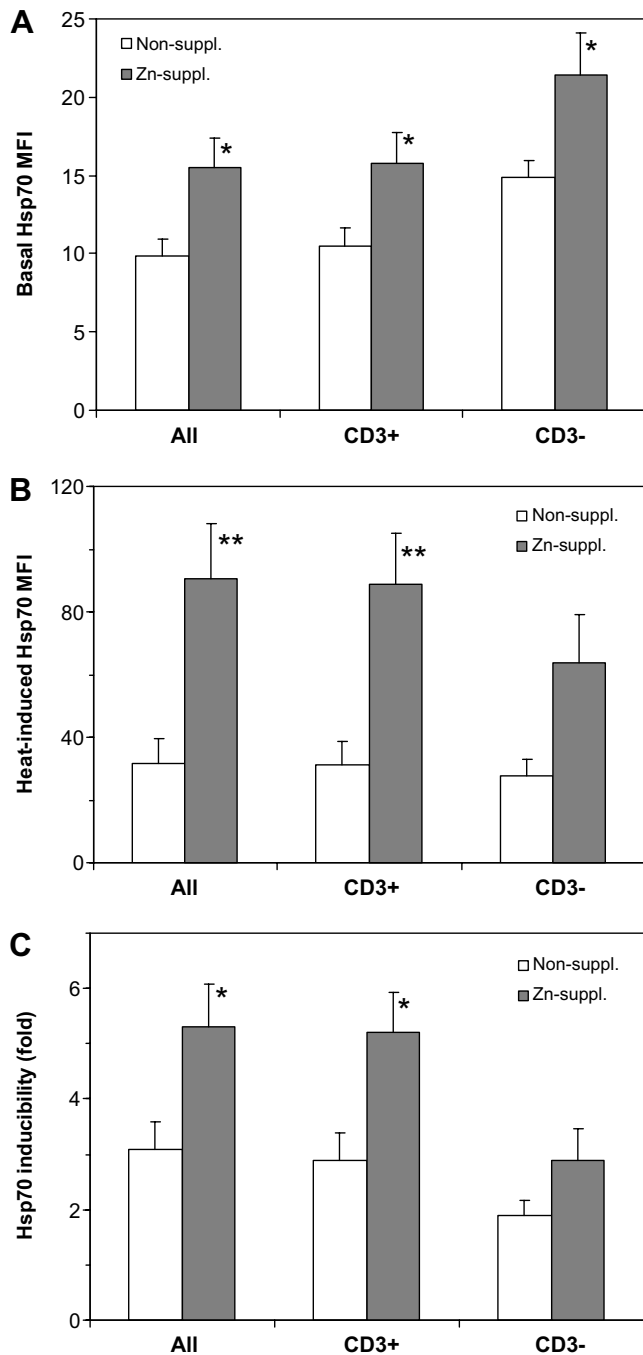 A
Basal Hsp70 MFI
25
20
15
10
5
0
Non-suppl.
Zn-suppl.
*
*
*
All CD3+ CD3-
B
Heat-induced Hsp70 MFI
120
80
40
0
Non-suppl.
Zn-suppl.
**
**
All CD3+ CD3-
C
Hsp70 inducibility (fold)
6
4
2
0
Non-suppl.
Zn-suppl.
*
*
All CD3+ CD3-